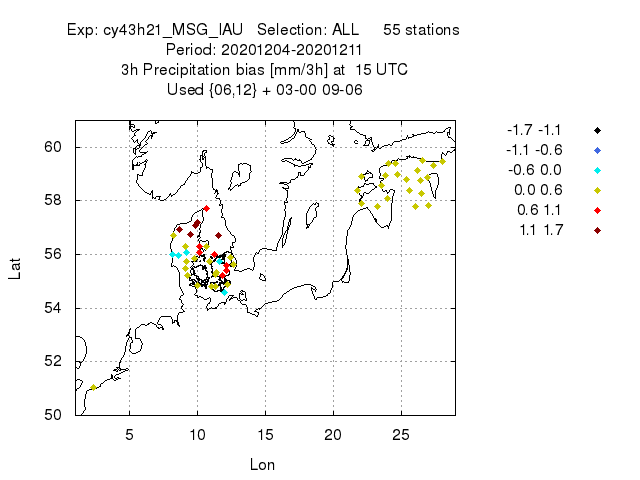 Exp: cy43h21_MSG_IAU   Selection: ALL     55 stations
Period: 20201204-20201211
3h Precipitation bias [mm/3h] at  15 UTC
Used {06,12} + 03-00 09-06
-1.7 -1.1
-1.1 -0.6
-0.6 0.0
0.0 0.6
0.6 1.1
1.1 1.7
60
58
56
54
52
50
Lat
5 10 15 20 25
Lon